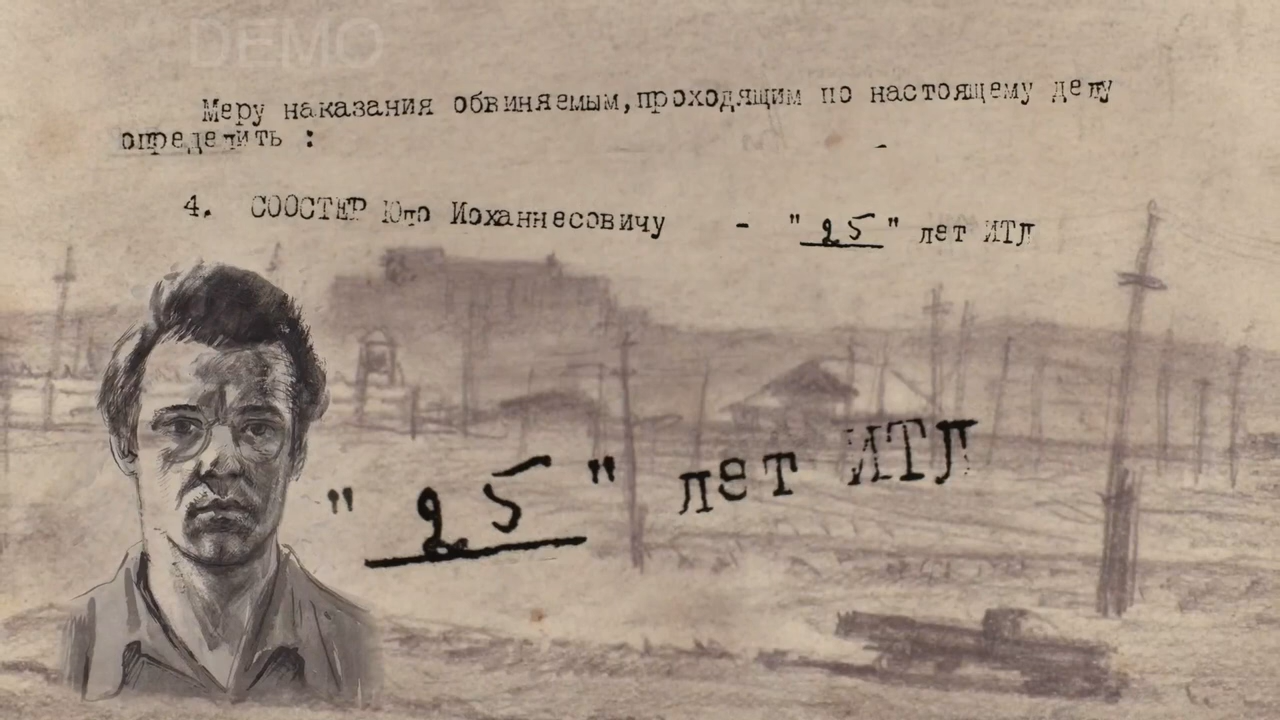 DEMO
Меру наказания обвиняемым, проходящим по настоящему делу
определить :
4. СООСТЕР Юло Иоханнесовичу - "25" лет ИТЛ
"25" лет ИТЛ